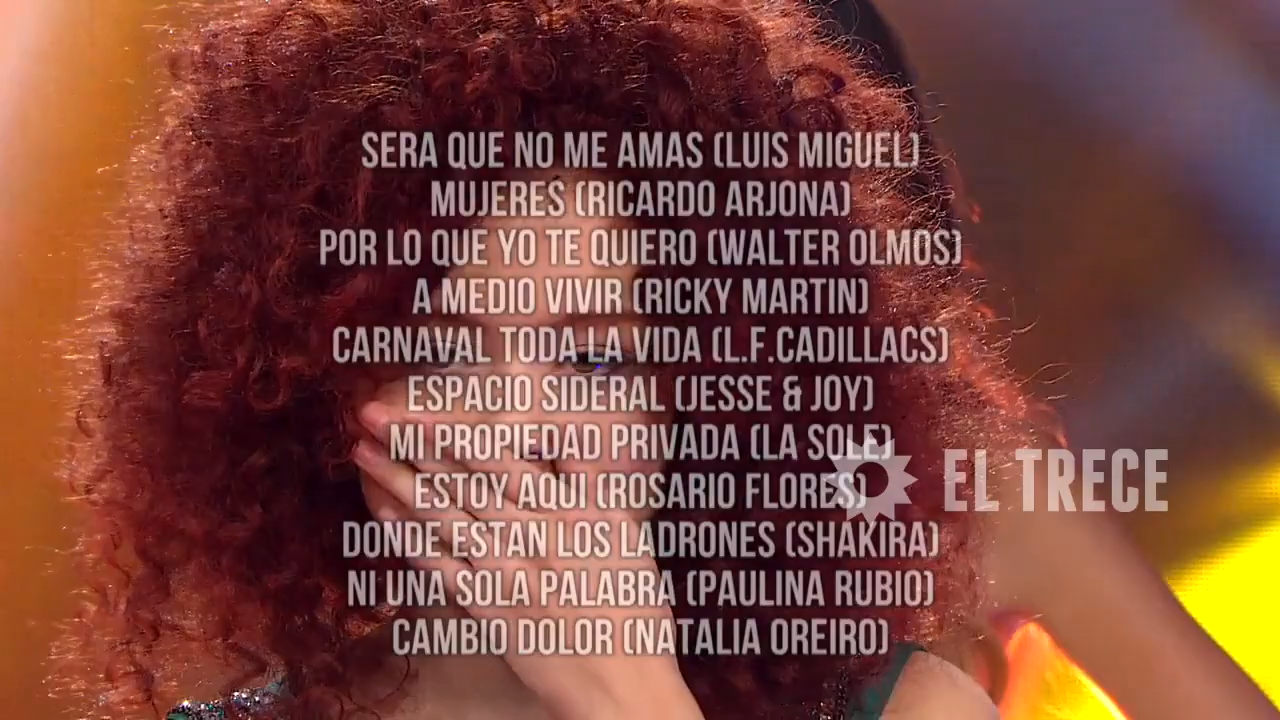 SERA QUE NO ME AMAS (LUIS MIGUEL)
MUJERES (RICARDO ARJONA)
POR LO QUE YO TE QUIERO (WALTER OLMOS)
A MEDIO VIVIR (RICKY MARTIN)
CARNAVAL TODA LA VIDA (L.F.CADILLACS)
ESPACIO SIDERAL (JESSE & JOY)
MI PROPIEDAD PRIVADA (LA SOLE)
EL TRECE
ESTOY AQUI (ROSARIO FLORES)
DONDE ESTAN LOS LADRONES (SHAKIRA)
NI UNA SOLA PALABRA (PAULINA RUBIO)
CAMBIO DOLOR (NATALIA OREIRO)